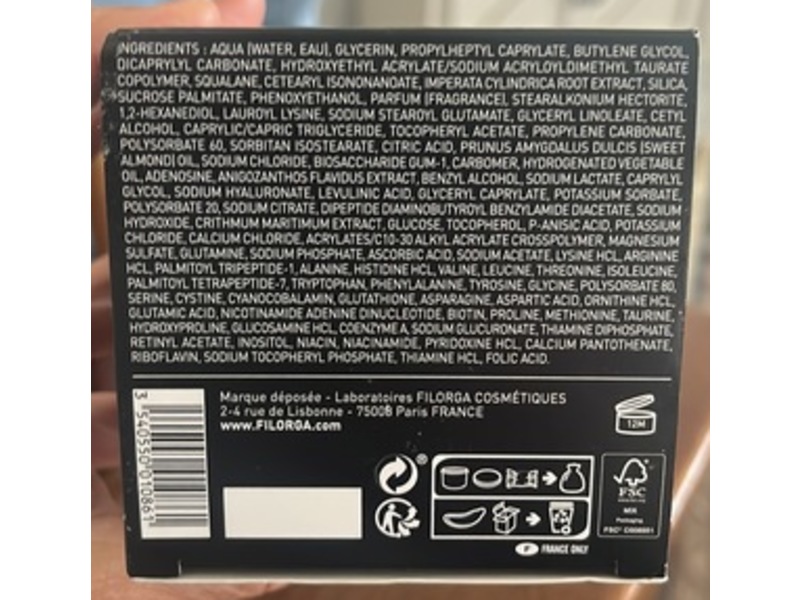 INGREDIENTS : AQUA (WATER, EAU), GLYCERIN, PROPYLHEPTYL CAPRYLATE, BUTYLENE GLYCOL,
DICAPRYLYL CARBONATE, HYDROXYETHYL ACRYLATE/SODIUM ACRYLOYLDIMETHYL TAURATE
COPOLYMER, SQUALANE, CETEARYL ISONONANOATE, IMPERATA CYLINDRICA ROOT EXTRACT, SILICA,
SUCROSE PALMITATE, PHENOXYETHANOL, PARFUM (FRAGRANCE), STEARALKONIUM HECTORITE,
1,2-HEXANEDIOL, LAUROYL LYSINE, SODIUM STEAROYL GLUTAMATE, GLYCERYL LINOLEATE, CETYL
ALCOHOL, CAPRYLIC/CAPRIC TRIGLYCERIDE, TOCOPHERYL ACETATE, PROPYLENE CARBONATE,
POLYSORBATE 60, SORBITAN ISOSTEARATE, CITRIC ACID, PRUNUS AMYGDALUS DULCIS (SWEET
ALMOND) OIL, SODIUM CHLORIDE, BIOSACCHARIDE GUM-1, CARBOMER, HYDROGENATED VEGETABLE
OIL, ADENOSINE, ANIGOZANTHOS FLAVIDUS EXTRACT, BENZYL ALCOHOL, SODIUM LACTATE, CAPRYLYL
GLYCOL, SODIUM HYALURONATE, LEVULINIC ACID, GLYCERYL CAPRYLATE, POTASSIUM SORBATE,
POLYSORBATE 20, SODIUM CITRATE, DIPEPTIDE DIAMINOBUTYROYL BENZYLAMIDE DIACETATE, SODIUM
HYDROXIDE, CRITHMUM MARITIMUM EXTRACT, GLUCOSE, TOCOPHEROL, P-ANISIC ACID, POTASSIUM
CHLORIDE, CALCIUM CHLORIDE, ACRYLATES/C10-30 ALKYL ACRYLATE CROSSPOLYMER, MAGNESIUM
SULFATE, GLUTAMINE, SODIUM PHOSPHATE, ASCORBIC ACID, SODIUM ACETATE, LYSINE HCL, ARGININE
HCL, PALMITOYL TRIPEPTIDE-1, ALANINE, HISTIDINE HCL, VALINE, LEUCINE, THREONINE, ISOLEUCINE,
PALMITOYL TETRAPEPTIDE-7, TRYPTOPHAN, PHENYLALANINE, TYROSINE, GLYCINE, POLYSORBATE 80,
SERINE, CYSTINE, CYANOCOBALAMIN, GLUTATHIONE, ASPARAGINE, ASPARTIC ACID, ORNITHINE HCL,
GLUTAMIC ACID, NICOTINAMIDE ADENINE DINUCLEOTIDE, BIOTIN, PROLINE, METHIONINE, TAURINE,
HYDROXYPROLINE, GLUCOSAMINE HCL, COENZYME A, SODIUM GLUCURONATE, THIAMINE DIPHOSPHATE,
RETINYL ACETATE, INOSITOL, NIACIN, NIACINAMIDE, PYRIDOXINE HCL, CALCIUM PANTOTHENATE,
RIBOFLAVIN, SODIUM TOCOPHERYL PHOSPHATE, THIAMINE HCL, FOLIC ACID.
Marque déposée - Laboratoires FILORGA COSMÉTIQUES
2-4 rue de Lisbonne - 75008 Paris FRANCE
www.FILORGA.com
12M
3 540550 010861
®
FSC
MIX
Packaging
FSC® C008551
F FRANCE ONLY